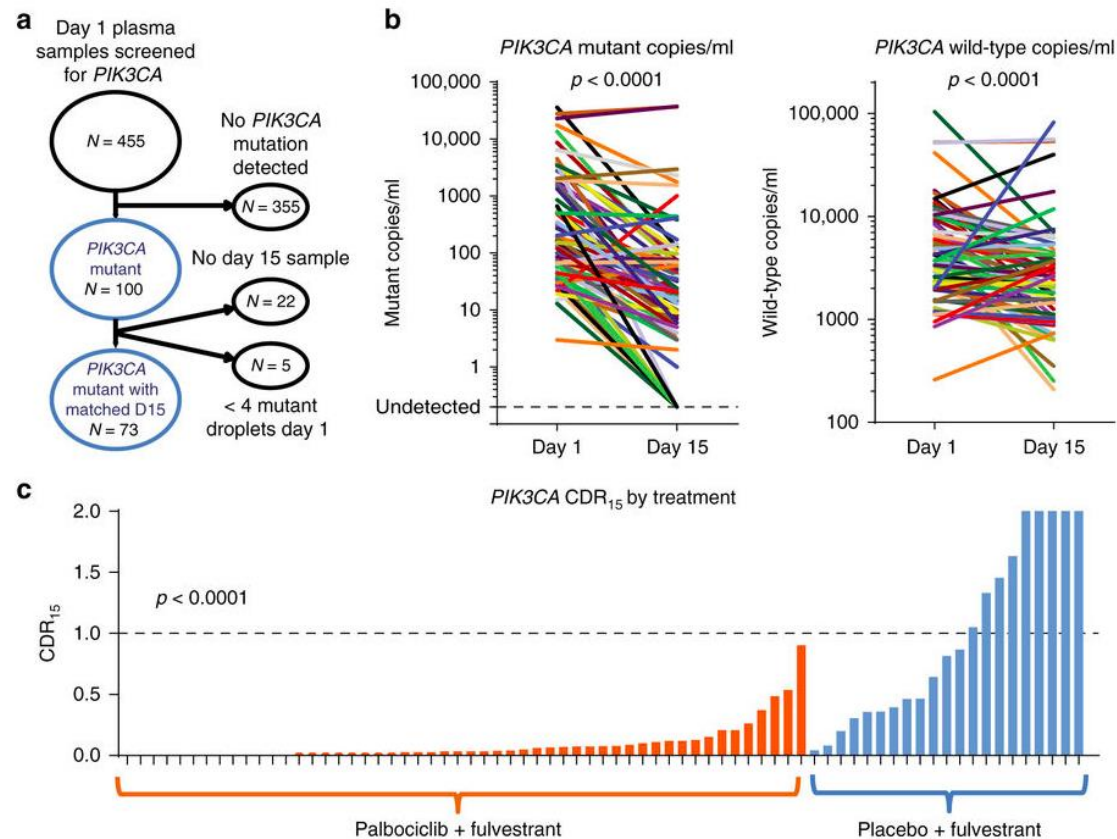 a
Day 1 plasma
samples screened
for PIK3CA
N = 455
No PIK3CA
mutation
detected
N = 355
PIK3CA
mutant
N = 100
No day 15 sample
N = 22
N = 5
< 4 mutant
droplets day 1
PIK3CA
mutant with
matched D15
N = 73
b
PIK3CA mutant copies/ml
p < 0.0001
Mutant copies/ml
100,000
10,000
1000
100
10
1
Undetected
Day 1
Day 15
PIK3CA wild-type copies/ml
p < 0.0001
Wild-type copies/ml
100,000
10,000
1000
100
Day 1
Day 15
c
PIK3CA CDR15 by treatment
p < 0.0001
CDR15
2.0
1.5
1.0
0.5
0.0
Palbociclib + fulvestrant
Placebo + fulvestrant